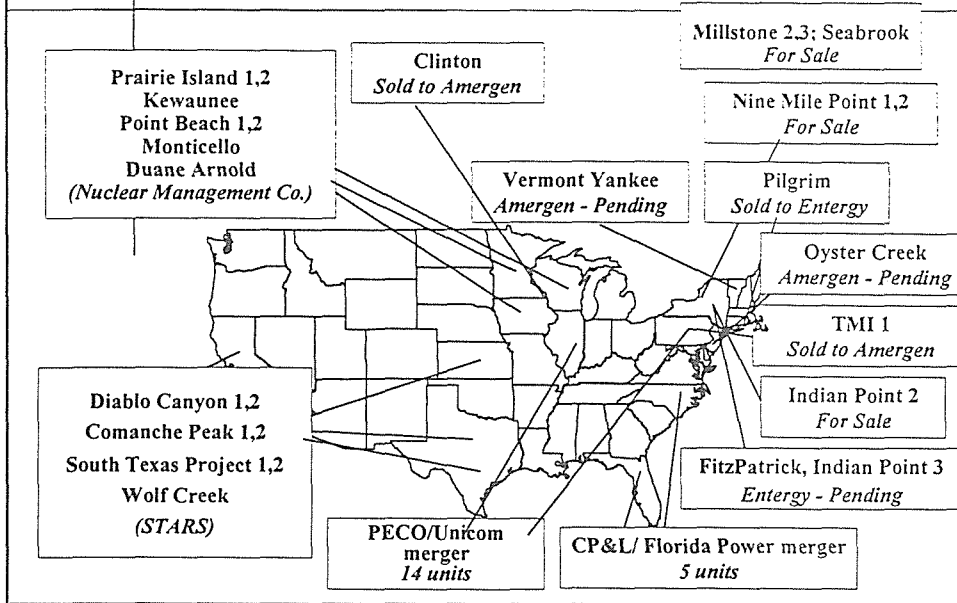 Prairie Island 1,2
Kewaunee
Point Beach 1,2
Monticello
Duane Arnold
(Nuclear Management Co.)
Clinton
Sold to Amergen
Millstone 2,3; Seabrook
For Sale
Nine Mile Point 1,2
For Sale
Vermont Yankee
Amergen - Pending
Pilgrim
Sold to Entergy
Oyster Creek
Amergen - Pending
TMI 1
Sold to Amergen
Indian Point 2
For Sale
FitzPatrick, Indian Point 3
Entergy - Pending
Diablo Canyon 1,2
Comanche Peak 1,2
South Texas Project 1,2
Wolf Creek
(STARS)
PECO/Unicom
merger
14 units
CP&L/ Florida Power merger
5 units